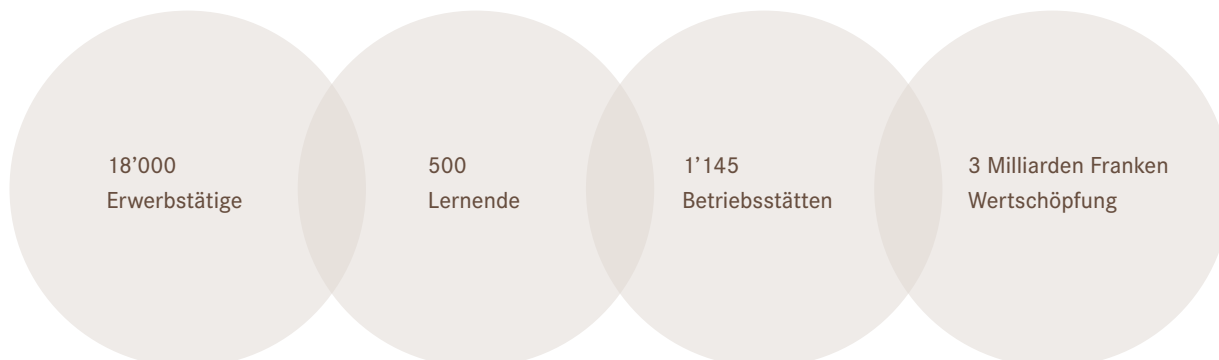 18’000
Erwerbstätige
500
Lernende
1’145
Betriebsstätten
3 Milliarden Franken
Wertschöpfung